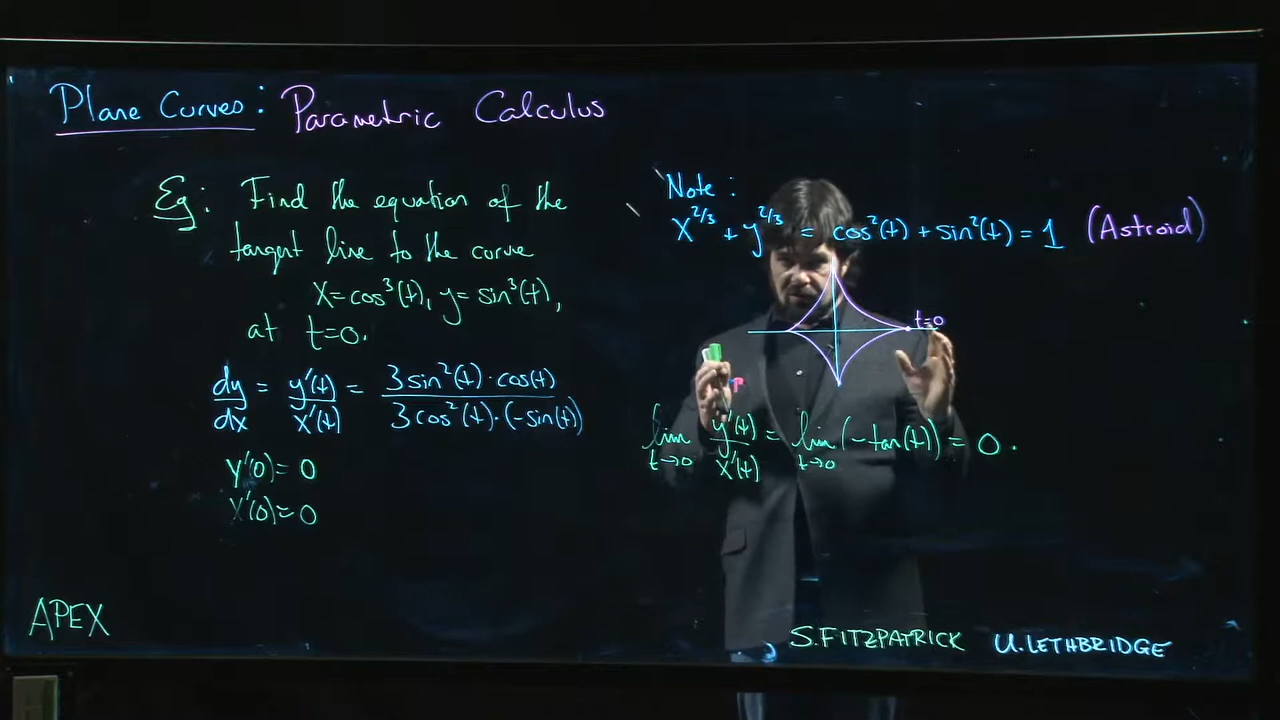 Plane Curves: Parametric Calculus
Eg: Find the equation of the
tangent line to the curve
x=cos³(t), y=sin³(t),
at t=0.
dy/dx = y'(t)/x'(t) = 3sin²(t)·cos(t)/3cos²(t)·(-sin(t))
y'(0)=0
x'(0)=0
Note:
x^{2/3}+y^{2/3} = cos²(t)+sin²(t)=1 (Astroid)
t=0
lim t→0 y'(t)/x'(t) = lim t→0 (-tan(t)) = 0.
APEX
S.FITZPATRICK U.LETHBRIDGE